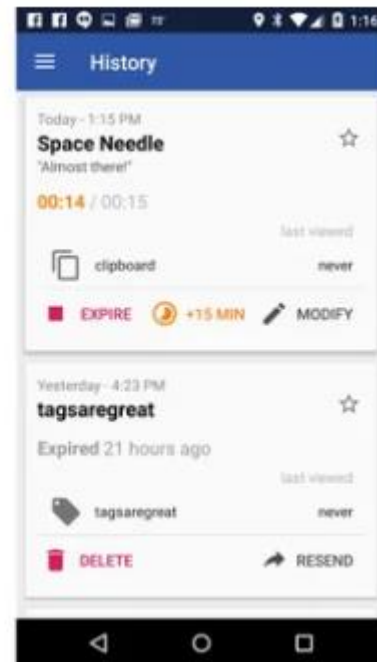 1:16
History
Today - 1:15 PM
Space Needle
"Almost there!"
00:14 / 00:15
last viewed
clipboard never
EXPIRE +15 MIN MODIFY
Yesterday - 4:23 PM
tagsaregreat
Expired 21 hours ago
last viewed
tagsaregreat never
DELETE RESEND